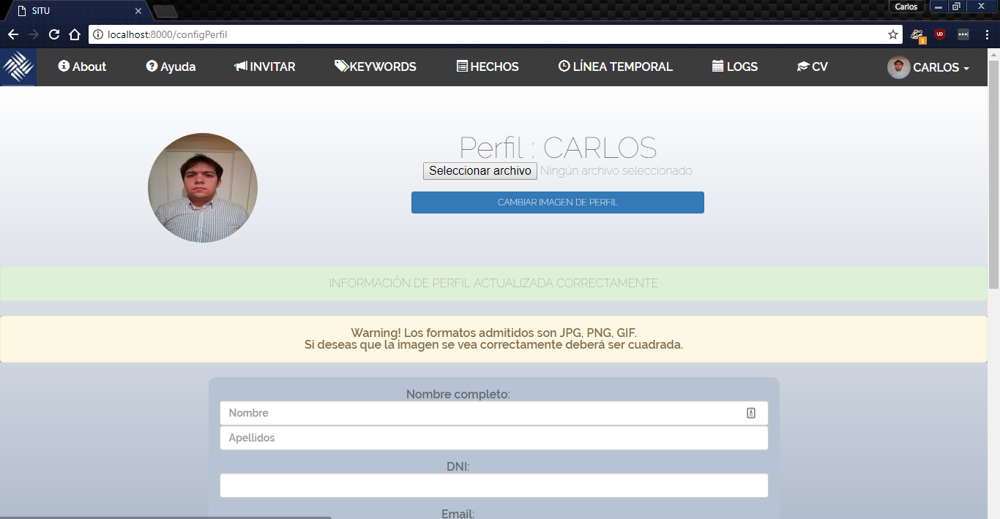 SITU
Carlos
localhost:8000/configPerfil
3
UD
About
Ayuda
INVITAR
KEYWORDS
HECHOS
LÍNEA TEMPORAL
LOGS
CV
CARLOS
Perfil : CARLOS
Seleccionar archivo Ningún archivo seleccionado
CAMBIAR IMAGEN DE PERFIL
INFORMACIÓN DE PERFIL ACTUALIZADA CORRECTAMENTE
Warning! Los formatos admitidos son JPG, PNG, GIF.
Si deseas que la imagen se vea correctamente deberá ser cuadrada.
Nombre completo:
Nombre
Apellidos
DNI:
Email: